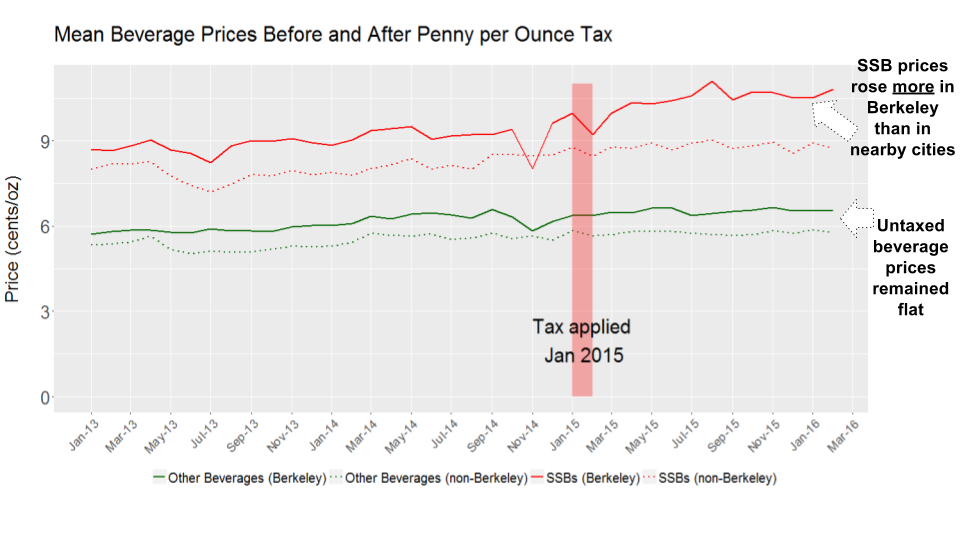 Mean Beverage Prices Before and After Penny per Ounce Tax
SSB prices
rose more in
Berkeley
than in
nearby cities
Untaxed
beverage
prices
remained
flat
Price (cents/oz)
9
6
3
0
Tax applied
Jan 2015
Jan-13 Mar-13 May-13 Jul-13 Sep-13 Nov-13 Jan-14 Mar-14 May-14 Jul-14 Sep-14 Nov-14 Jan-15 Mar-15 May-15 Jul-15 Sep-15 Nov-15 Jan-16 Mar-16
Other Beverages (Berkeley) Other Beverages (non-Berkeley) SSBs (Berkeley) SSBs (non-Berkeley)